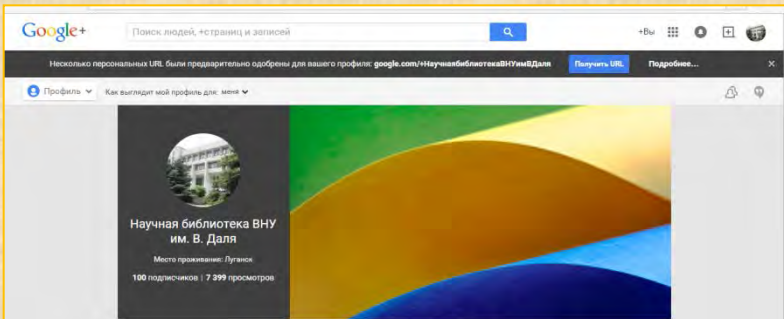 Google+
Поиск людей, +страниц и записей
+Вы
Несколько персональных URL были предварительно одобрены для вашего профиля: google.com/+НаучнаябиблиотекаВНУимВДаля
Получить URL
Подробнее...
Профиль
Как выглядит мой профиль для: меня
Научная библиотека ВНУ
им. В. Даля
Место проживания: Луганск
100 подписчиков | 7 399 просмотров